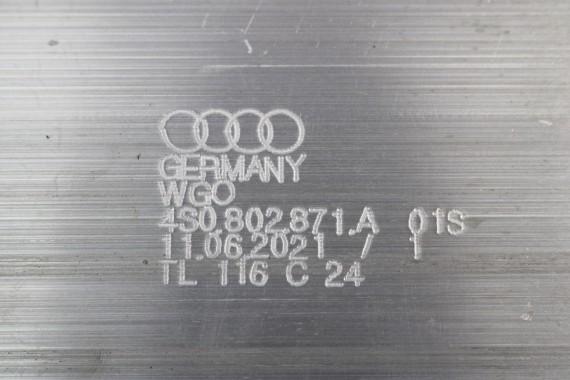 GERMANY
WGO
4S0.802.871.A 01S
11.06.2021 / 1
TL 116 C 24